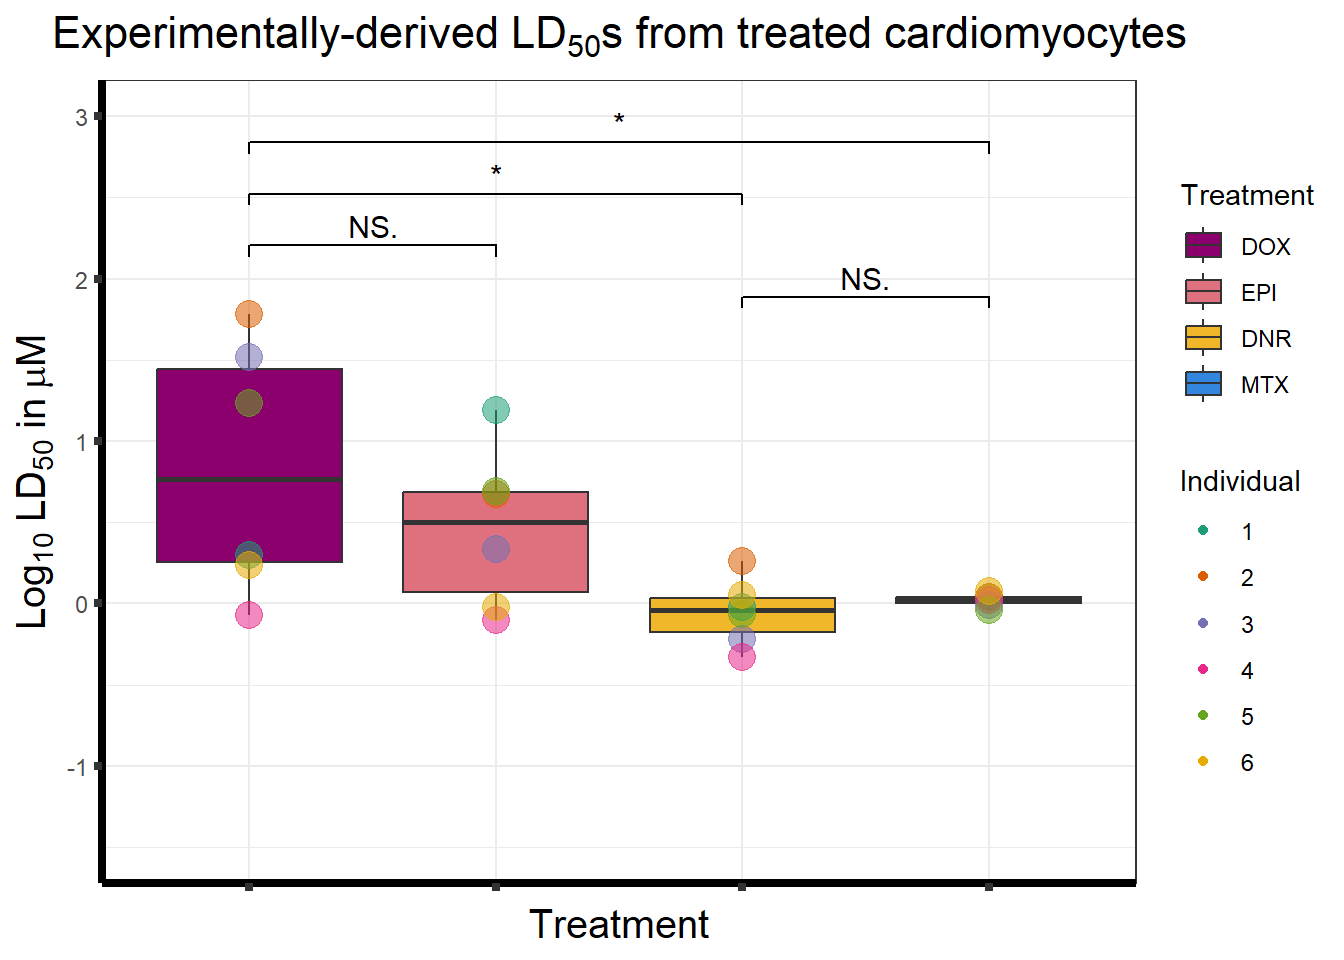 Experimentally-derived LD50s from treated cardiomyocytes
Log10 LD50 in μM
3
2
1
0
-1
*
*
NS.
NS.
Treatment
Treatment
DOX
EPI
DNR
MTX
Individual
1
2
3
4
5
6